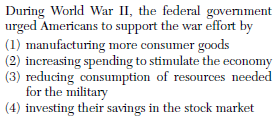 During World War II, the federal government
urged Americans to support the war effort by
(1) manufacturing more consumer goods
(2) increasing spending to stimulate the economy
(3) reducing consumption of resources needed
for the military
(4) investing their savings in the stock market